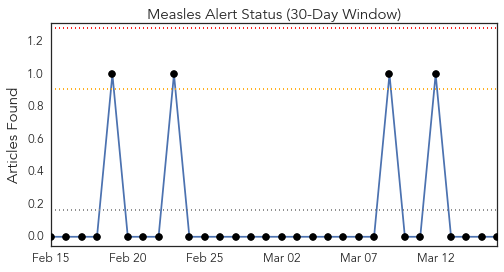 Measles Alert Status (30-Day Window)
Articles Found
1.2
1.0
0.8
0.6
0.4
0.2
0.0
Feb 15 Feb 20 Feb 25 Mar 02 Mar 07 Mar 12